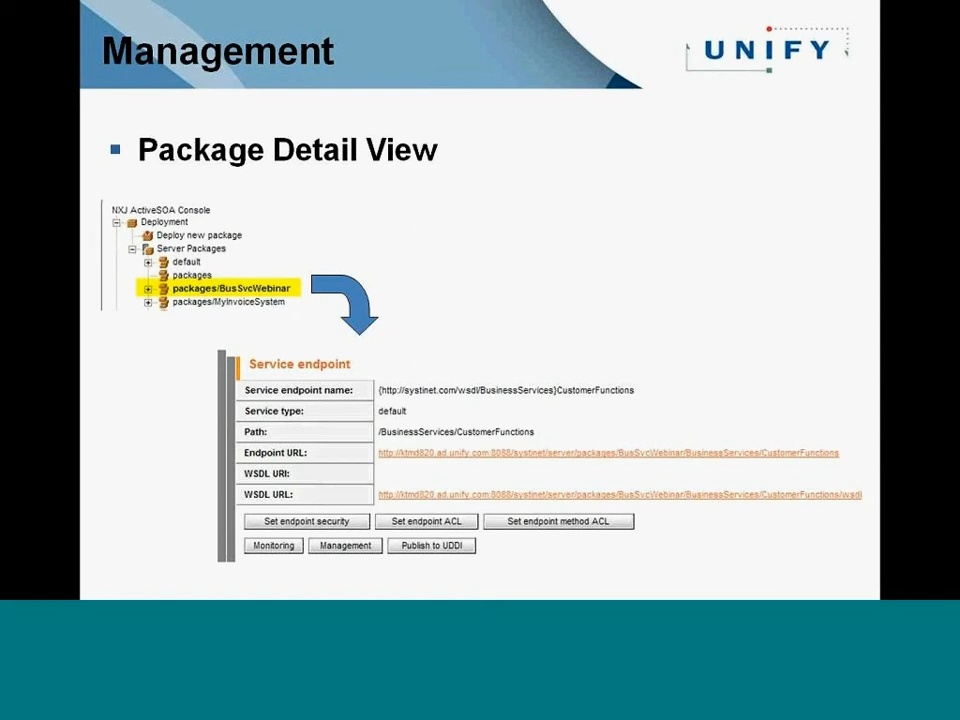 Management
UNIFY
Package Detail View
NXJ ActiveSOA Console
Deployment
Deploy new package
Server Packages
default
packages
packages/BusSvcWebinar
packages/MyInvoiceSystem
Service endpoint
Service endpoint name: {http://systinet.com/wsdl/BusinessServices}CustomerFunctions
Service type: default
Path: /BusinessServices/CustomerFunctions
Endpoint URL: http://ktmd820.ad.unify.com:8088/systinet/server/packages/BusSvcWebinar/BusinessServices/CustomerFunctions
WSDL URI:
WSDL URL: http://ktmd820.ad.unify.com:8088/systinet/server/packages/BusSvcWebinar/BusinessServices/CustomerFunctions/wsdl
Set endpoint security Set endpoint ACL Set endpoint method ACL
Monitoring Management Publish to UDDI